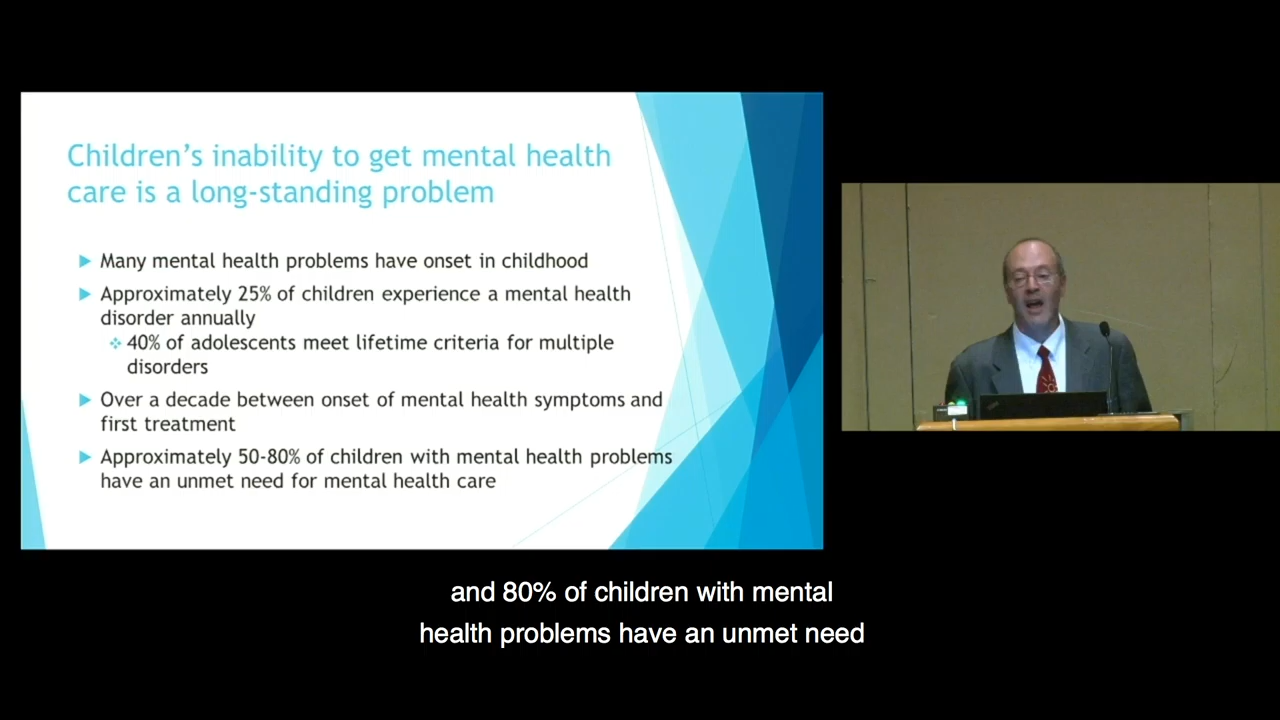 Children's inability to get mental health
care is a long-standing problem
Many mental health problems have onset in childhood
Approximately 25% of children experience a mental health
disorder annually
40% of adolescents meet lifetime criteria for multiple
disorders
Over a decade between onset of mental health symptoms and
first treatment
Approximately 50-80% of children with mental health problems
have an unmet need for mental health care
and 80% of children with mental
health problems have an unmet need